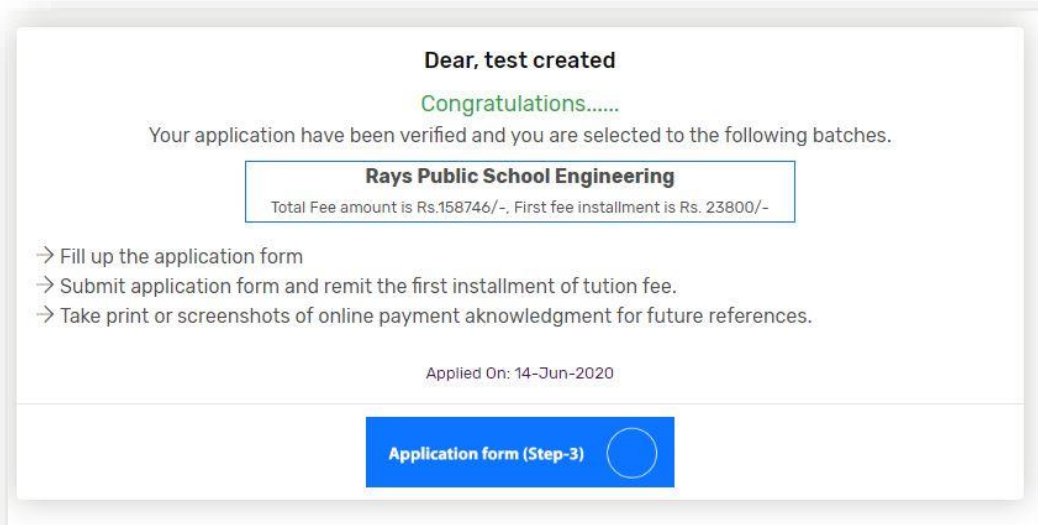 Dear, test created
Congratulations......
Your application have been verified and you are selected to the following batches.
Rays Public School Engineering
Total Fee amount is Rs.158746/-, First fee installment is Rs. 23800/-
→ Fill up the application form
→ Submit application form and remit the first installment of tution fee.
→ Take print or screenshots of online payment aknowledgment for future references.
Applied On: 14-Jun-2020
Application form (Step-3)